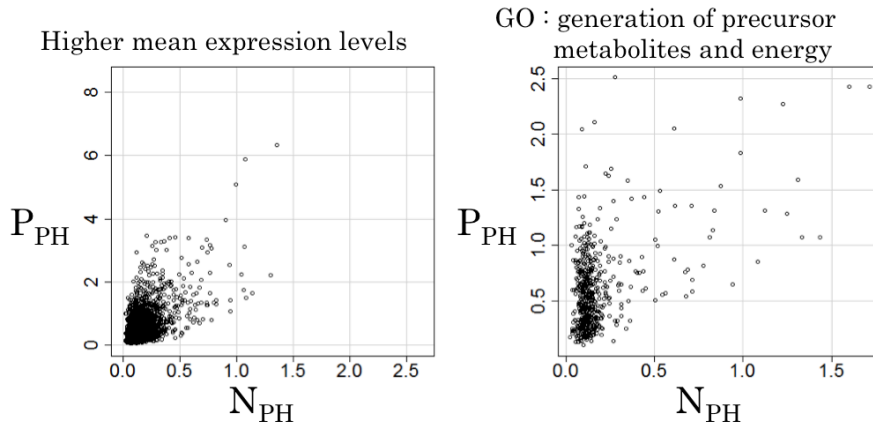 Higher mean expression levels
8
6
4
2
0
P_PH
0.0 0.5 1.0 1.5 2.0 2.5
N_PH
GO : generation of precursor
metabolites and energy
2.5
2.0
1.5
1.0
0.5
P_PH
0.0 0.5 1.0 1.5
N_PH